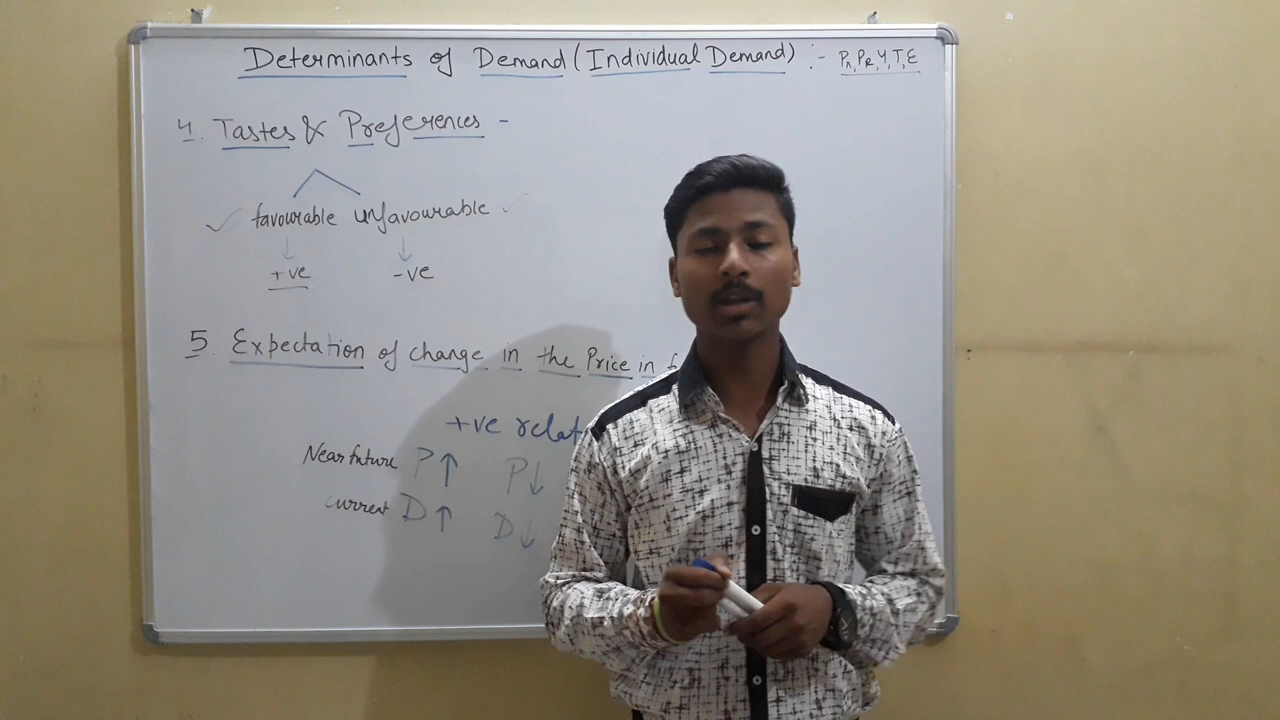 Determinants of Demand (Individual Demand) :- Pn, PR, Y, T, E
4. Tastes & Preferences -
favourable unfavourable
+ve -ve
5. Expectation of change in the Price in
+ve
Near future P↑ P↓
current D↑ D↓